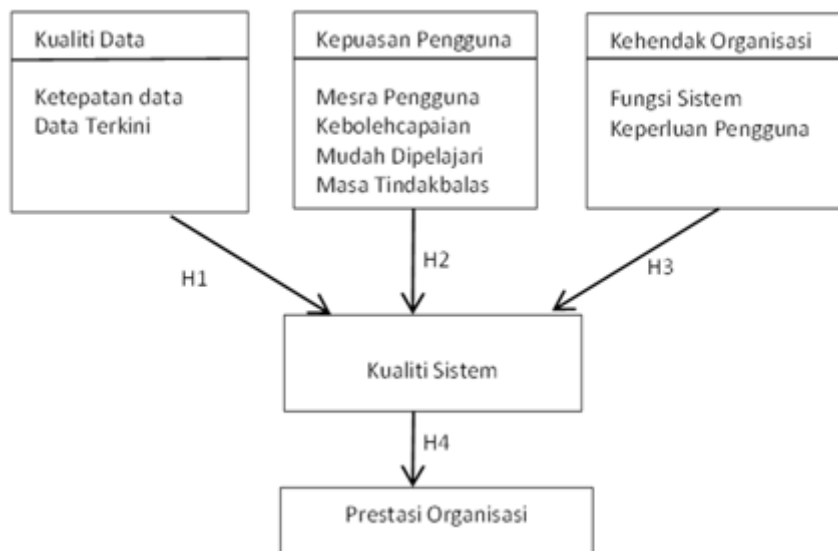 Kualiti Data
Ketepatan data
Data Terkini
Kepuasan Pengguna
Mesra Pengguna
Kebolehcapaian
Mudah Dipelajari
Masa Tindakbalas
Kehendak Organisasi
Fungsi Sistem
Keperluan Pengguna
H1
H2
H3
Kualiti Sistem
H4
Prestasi Organisasi